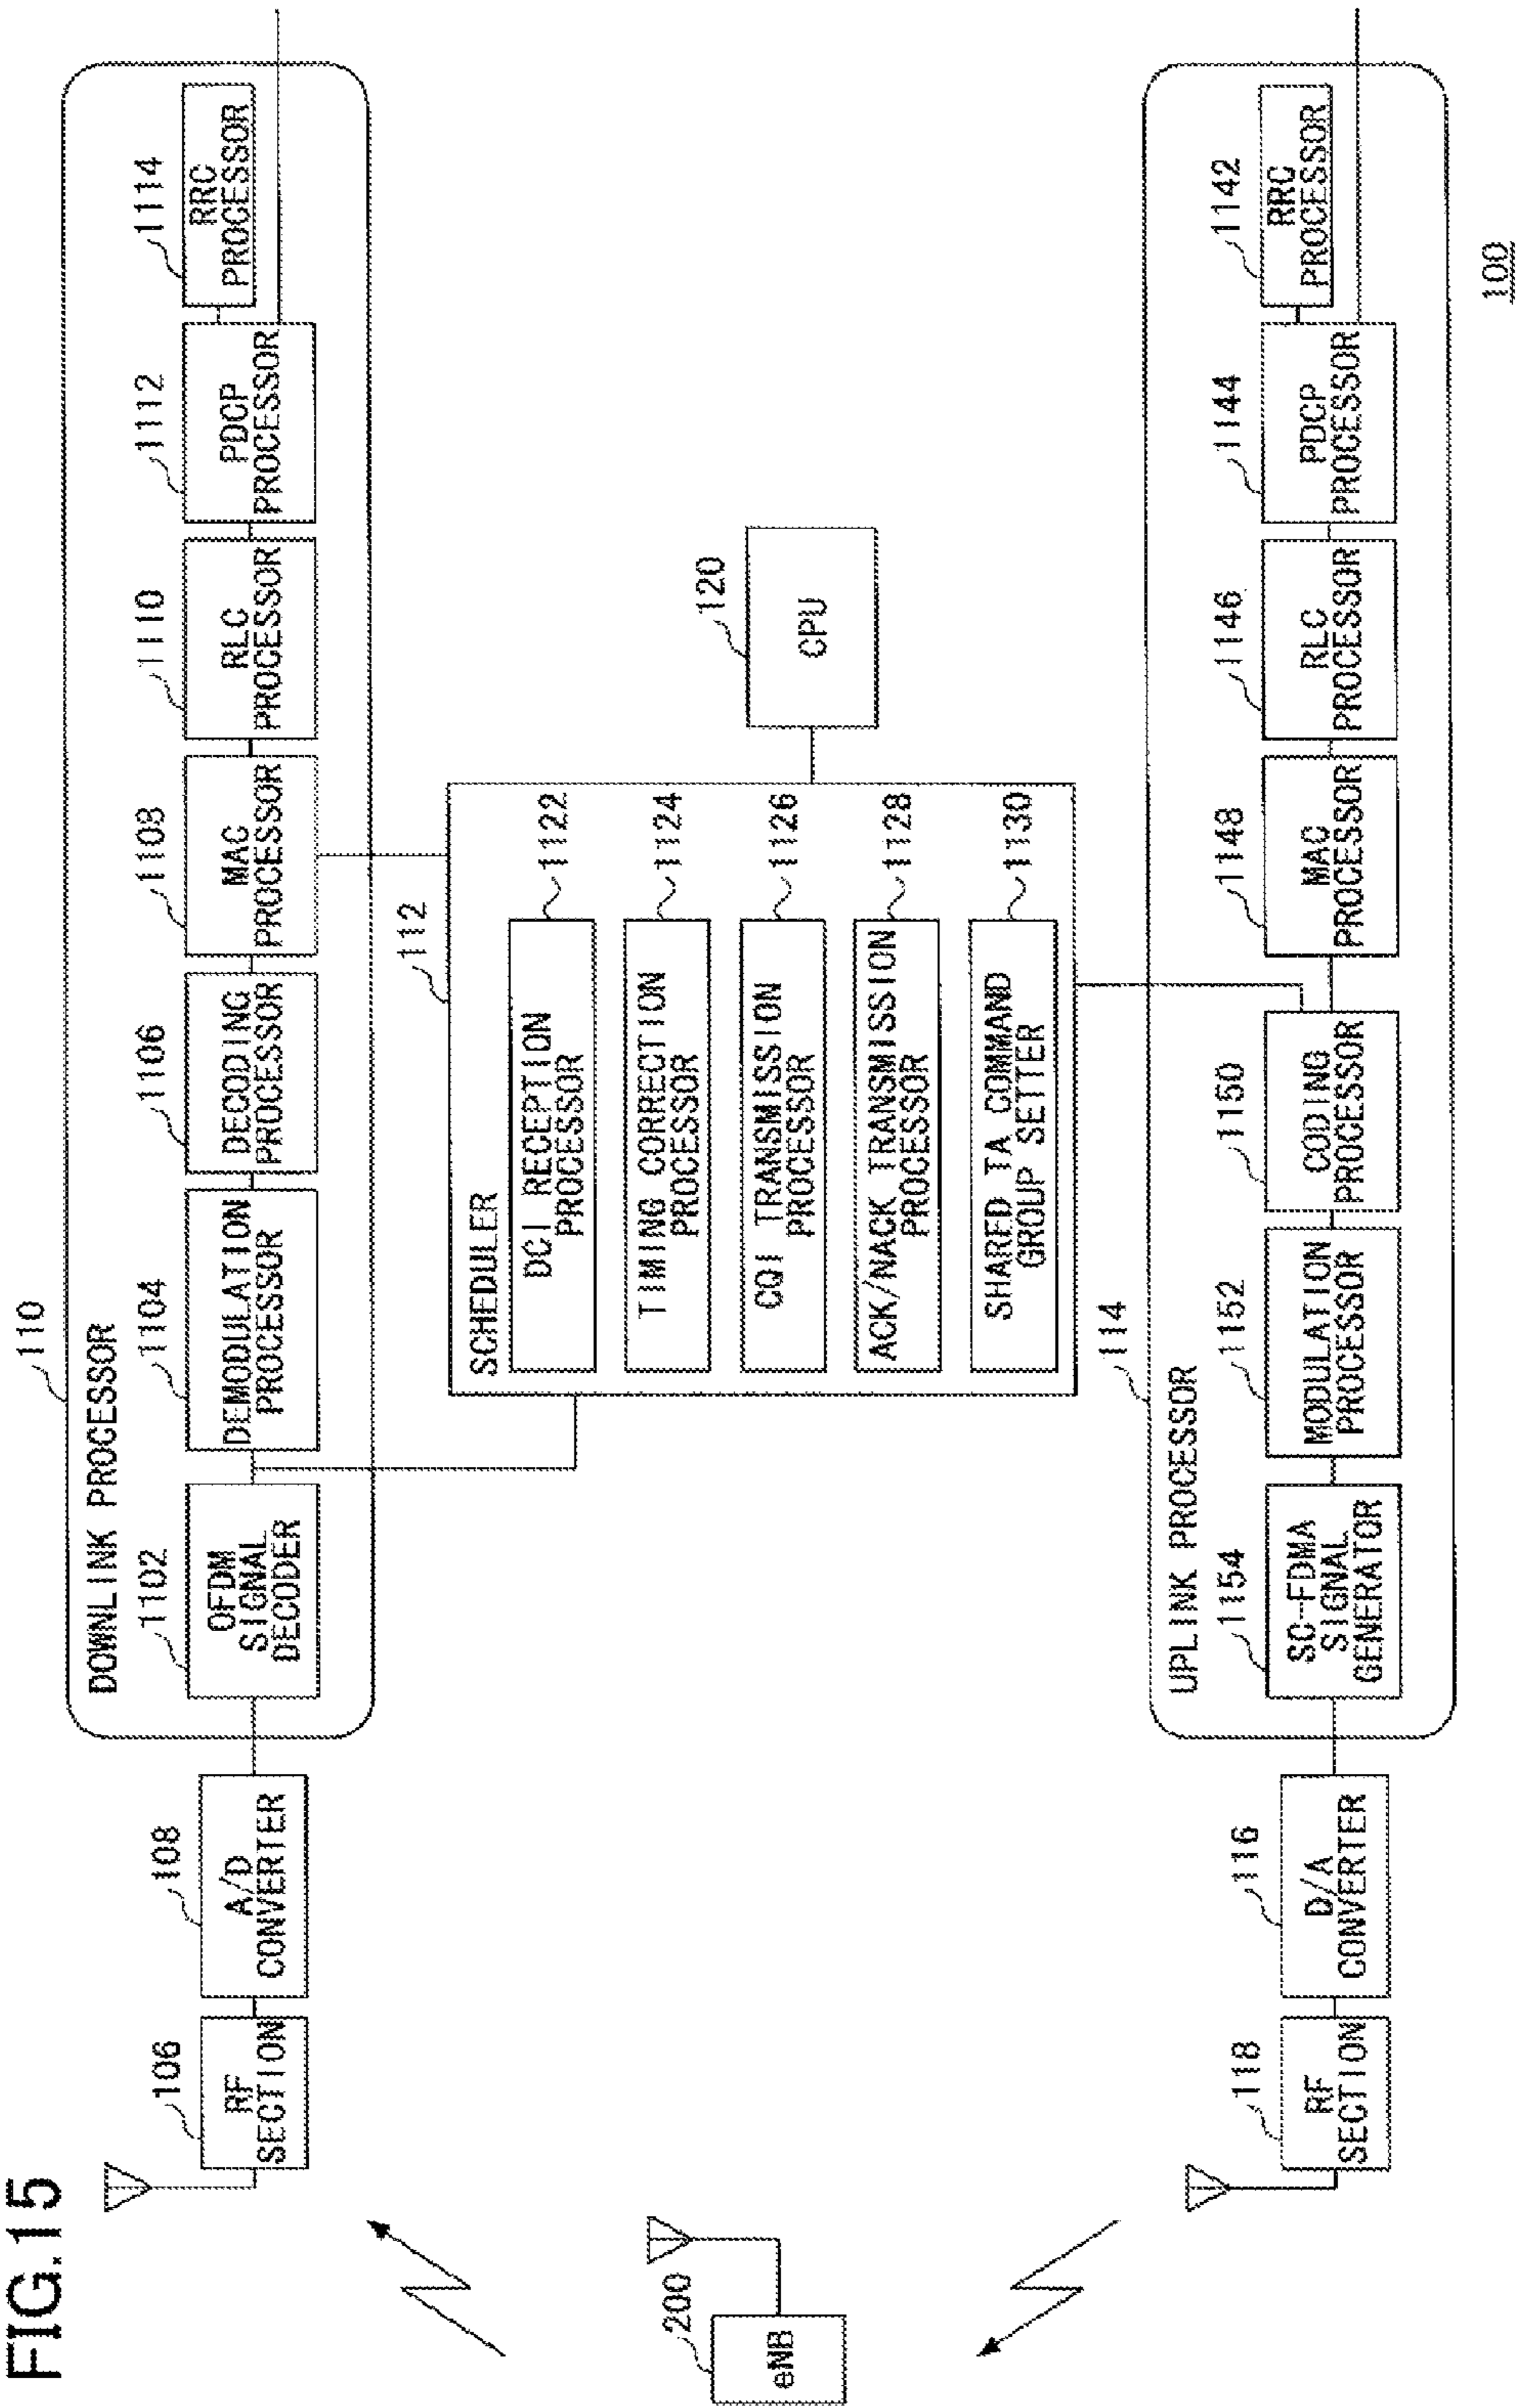 FIG.15
110
DOWNLINK PROCESSOR
106
RF
SECTION
108
A/D
CONVERTER
1102
OFDM
SIGNAL
DECODER
1104
DEMODULATION
PROCESSOR
1106
DECODING
PROCESSOR
1108
MAC
PROCESSOR
1110
RLC
PROCESSOR
1112
PDCP
PROCESSOR
1114
RRC
PROCESSOR
200
eNB
112
SCHEDULER
DCI RECEPTION
PROCESSOR
1122
TIMING CORRECTION
PROCESSOR
1124
CQI TRANSMISSION
PROCESSOR
1126
ACK/NACK TRANSMISSION
PROCESSOR
1128
SHARED TA COMMAND
GROUP SETTER
1130
120
CPU
114
UPLINK PROCESSOR
118
RF
SECTION
116
D/A
CONVERTER
1154
SC-FDMA
SIGNAL
GENERATOR
1152
MODULATION
PROCESSOR
1150
CODING
PROCESSOR
1148
MAC
PROCESSOR
1146
RLC
PROCESSOR
1144
PDCP
PROCESSOR
1142
RRC
PROCESSOR
100